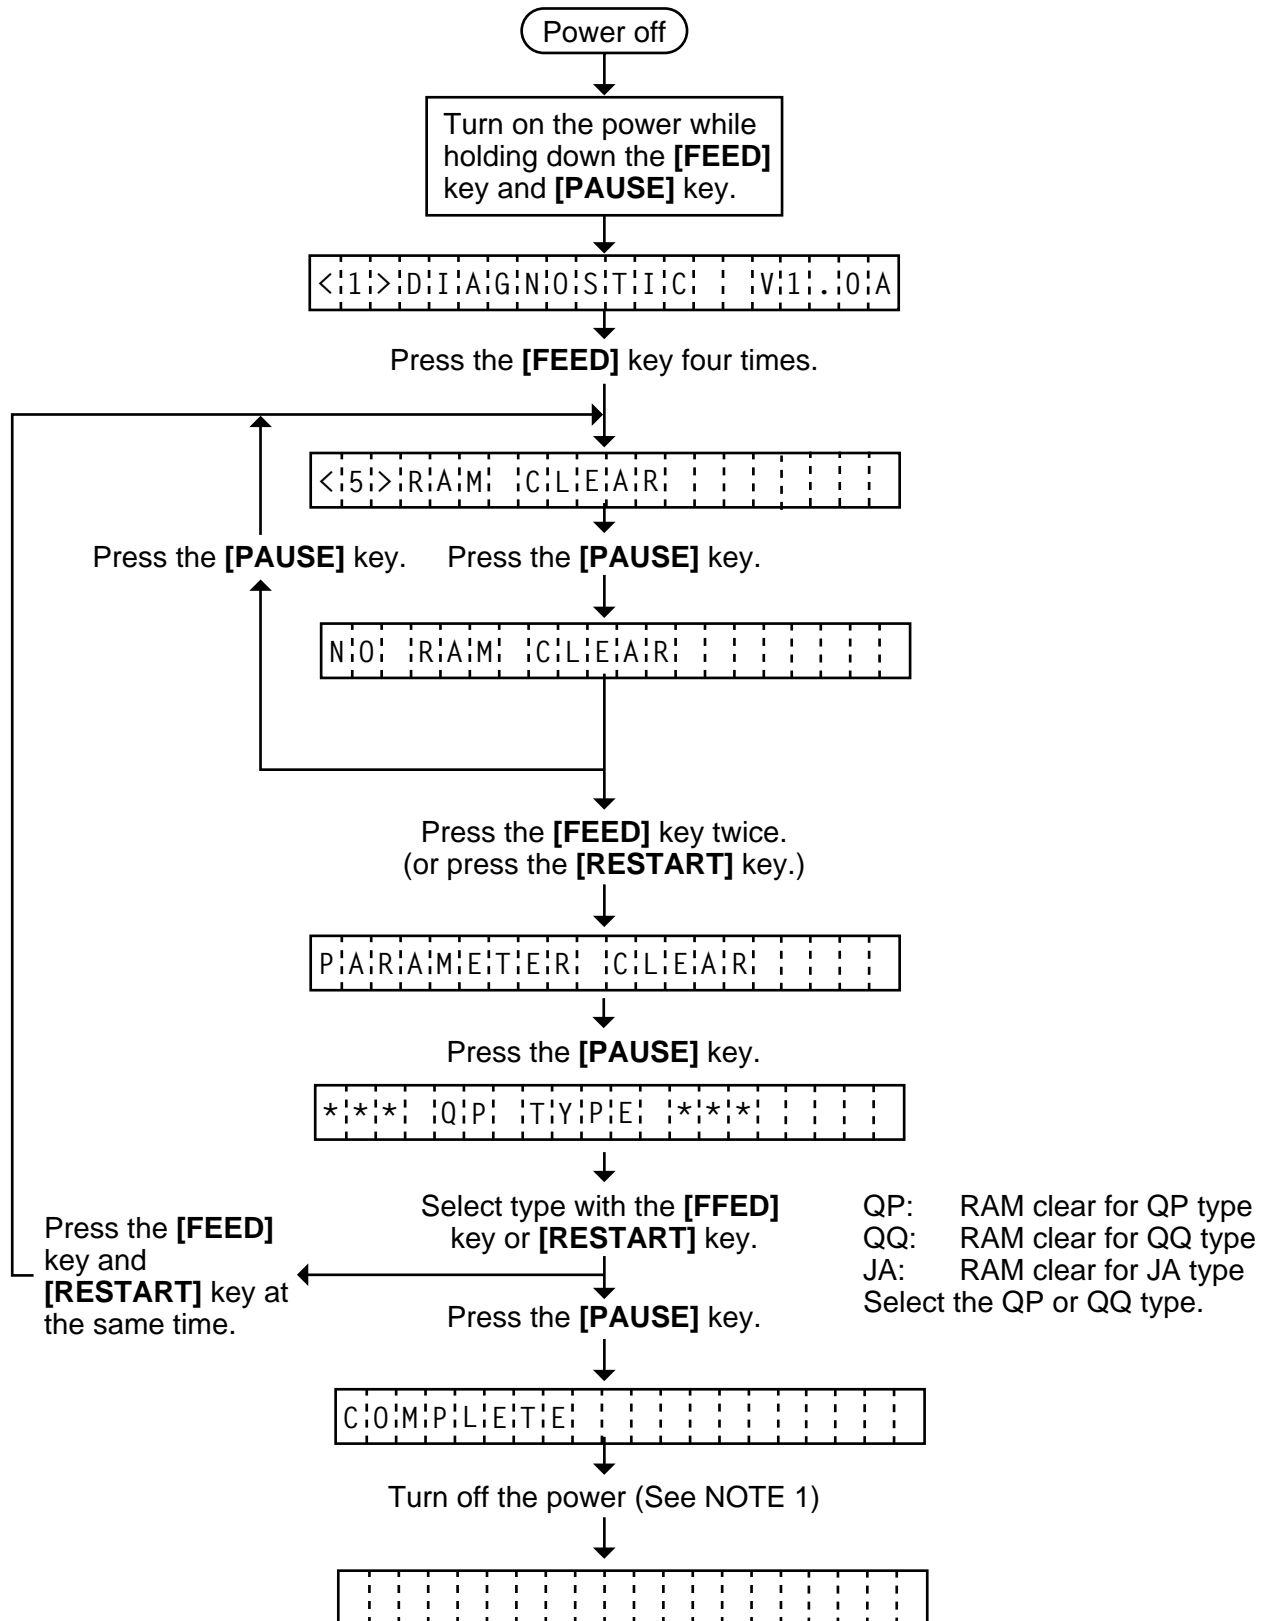 Power off
Turn on the power while
holding down the [FEED]
key and [PAUSE] key.
<1>DIAGNOSTIC  V1.0A
Press the [FEED] key four times.
<5>RAM CLEAR
Press the [PAUSE] key.
Press the [PAUSE] key.
NO RAM CLEAR
Press the [FEED] key twice.
(or press the [RESTART] key.)
PARAMETER CLEAR
Press the [PAUSE] key.
*** QP TYPE ***
Select type with the [FFED]
key or [RESTART] key.
QP: RAM clear for QP type
QQ: RAM clear for QQ type
JA: RAM clear for JA type
Select the QP or QQ type.
Press the [FEED]
key and
[RESTART] key at
the same time.
Press the [PAUSE] key.
COMPLETE
Turn off the power (See NOTE 1)